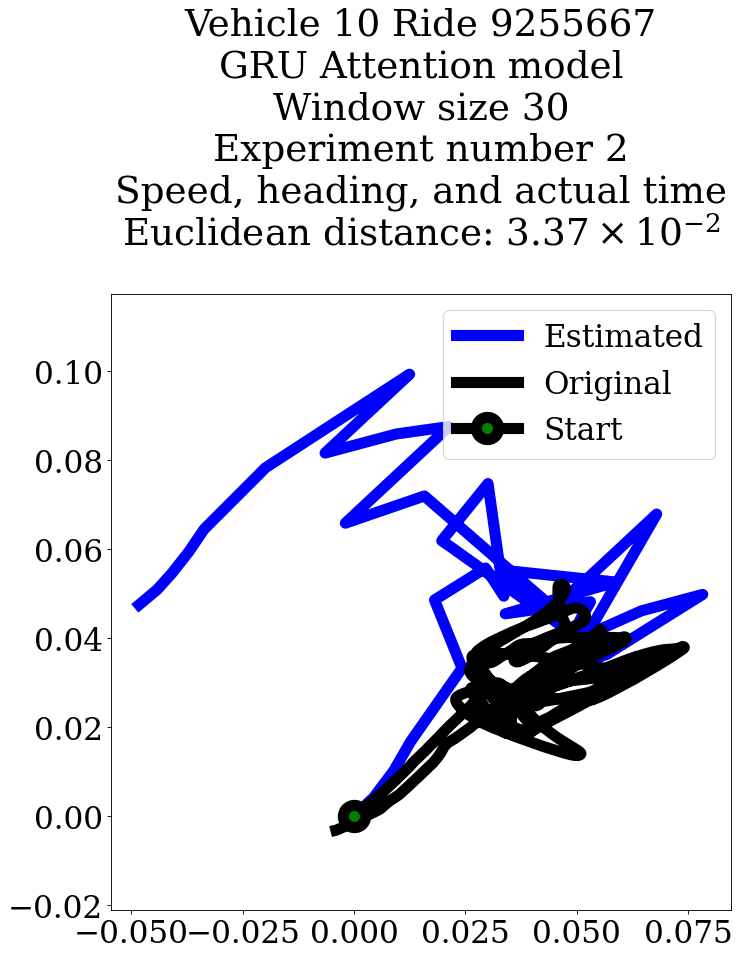 Vehicle 10 Ride 9255667
GRU Attention model
Window size 30
Experiment number 2
Speed, heading, and actual time
Euclidean distance: 3.37 × 10⁻²
Estimated
Original
Start
0.10
0.08
0.06
0.04
0.02
0.00
−0.02
−0.050 −0.025 0.000 0.025 0.050 0.075